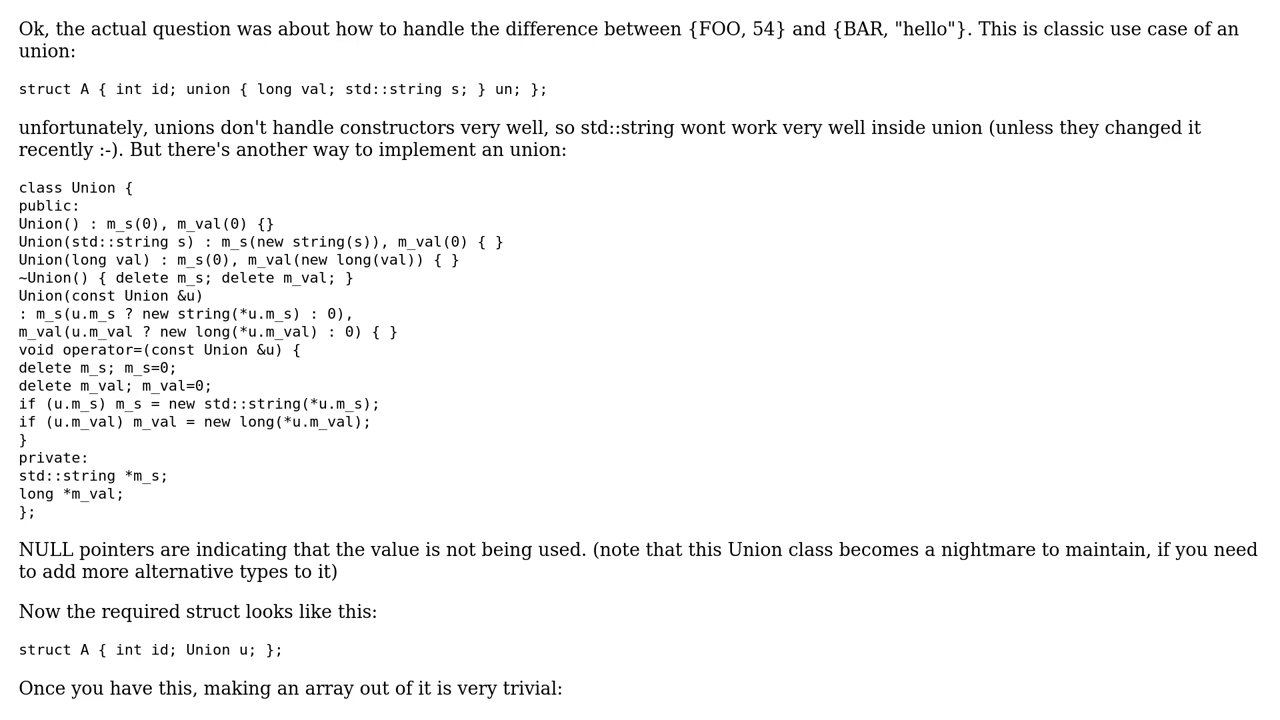 Ok, the actual question was about how to handle the difference between {FOO, 54} and {BAR, "hello"}. This is classic use case of an
union:
struct A { int id; union { long val; std::string s; } un; };
unfortunately, unions don't handle constructors very well, so std::string wont work very well inside union (unless they changed it
recently :-). But there's another way to implement an union:
class Union {
public:
Union() : m_s(0), m_val(0) {}
Union(std::string s) : m_s(new string(s)), m_val(0) { }
Union(long val) : m_s(0), m_val(new long(val)) { }
~Union() { delete m_s; delete m_val; }
Union(const Union &u)
: m_s(u.m_s ? new string(*u.m_s) : 0),
m_val(u.m_val ? new long(*u.m_val) : 0) { }
void operator=(const Union &u) {
delete m_s; m_s=0;
delete m_val; m_val=0;
if (u.m_s) m_s = new std::string(*u.m_s);
if (u.m_val) m_val = new long(*u.m_val);
}
private:
std::string *m_s;
long *m_val;
};
NULL pointers are indicating that the value is not being used. (note that this Union class becomes a nightmare to maintain, if you need
to add more alternative types to it)
Now the required struct looks like this:
struct A { int id; Union u; };
Once you have this, making an array out of it is very trivial: